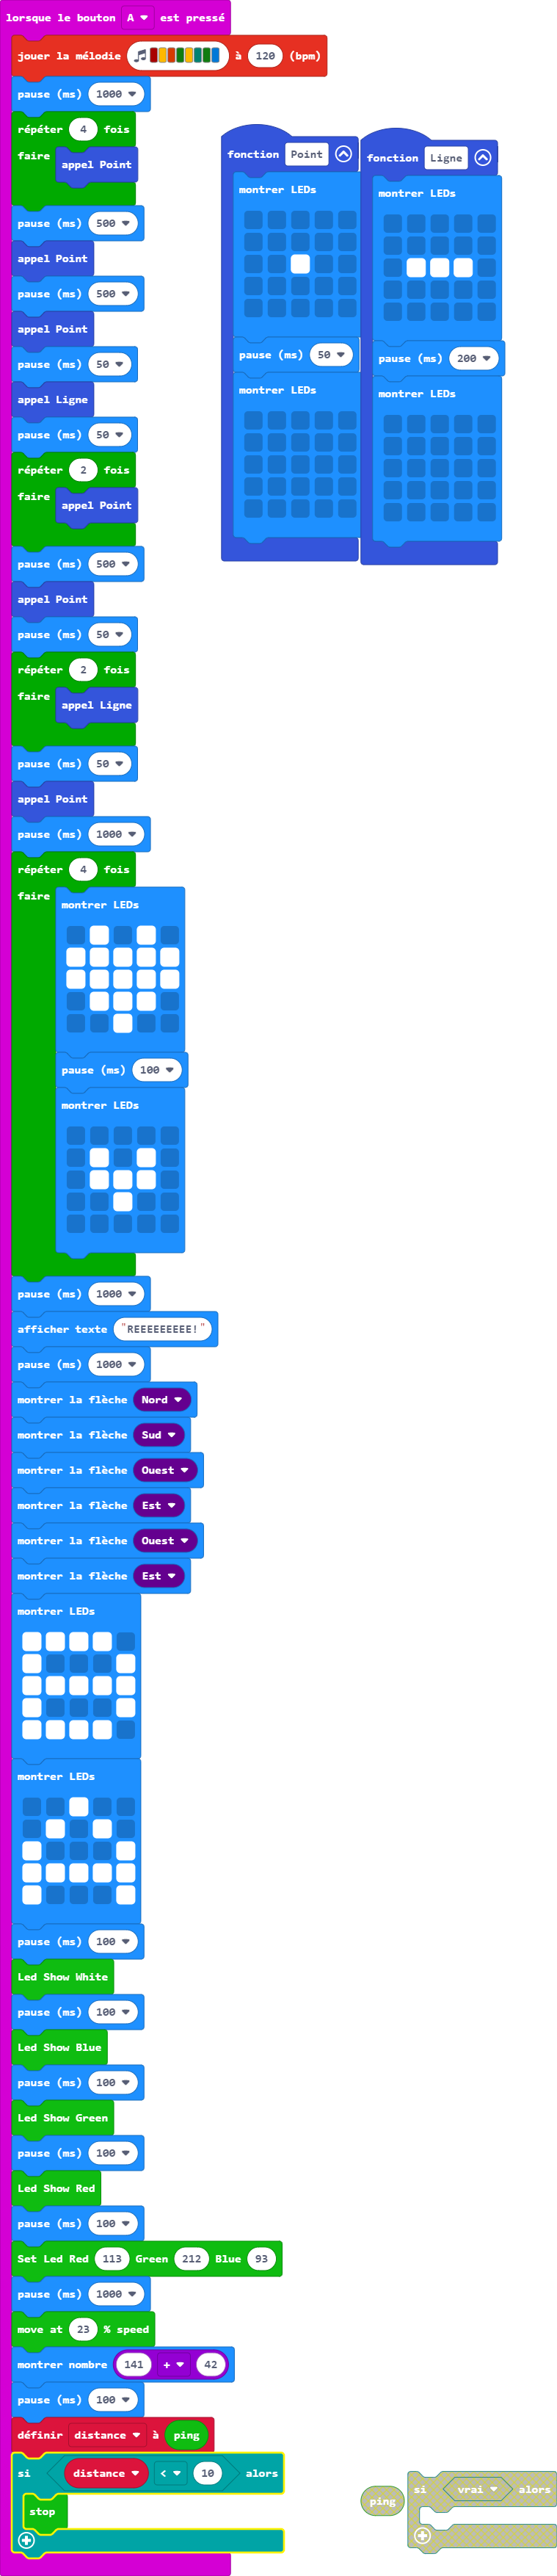 lorsque le bouton A est pressé
jouer la mélodie à 120 (bpm)
pause (ms) 1000
répéter 4 fois
faire appel Point
pause (ms) 500
appel Point
pause (ms) 500
appel Point
pause (ms) 50
appel Ligne
pause (ms) 50
répéter 2 fois
faire appel Point
pause (ms) 500
appel Point
pause (ms) 50
répéter 2 fois
faire appel Ligne
pause (ms) 50
appel Point
pause (ms) 1000
répéter 4 fois
faire montrer LEDs
pause (ms) 100
montrer LEDs
pause (ms) 1000
afficher texte "REEEEEEEEE!"
pause (ms) 1000
montrer la flèche Nord
montrer la flèche Sud
montrer la flèche Ouest
montrer la flèche Est
montrer la flèche Ouest
montrer la flèche Est
montrer LEDs
montrer LEDs
pause (ms) 100
Led Show White
pause (ms) 100
Led Show Blue
pause (ms) 100
Led Show Green
pause (ms) 100
Led Show Red
pause (ms) 100
Set Led Red 113 Green 212 Blue 93
pause (ms) 1000
move at 23 % speed
montrer nombre 141 + 42
pause (ms) 100
définir distance à ping
si distance < 10 alors
stop
fonction Point
montrer LEDs
pause (ms) 50
montrer LEDs
fonction Ligne
montrer LEDs
pause (ms) 200
montrer LEDs
ping
si vrai alors